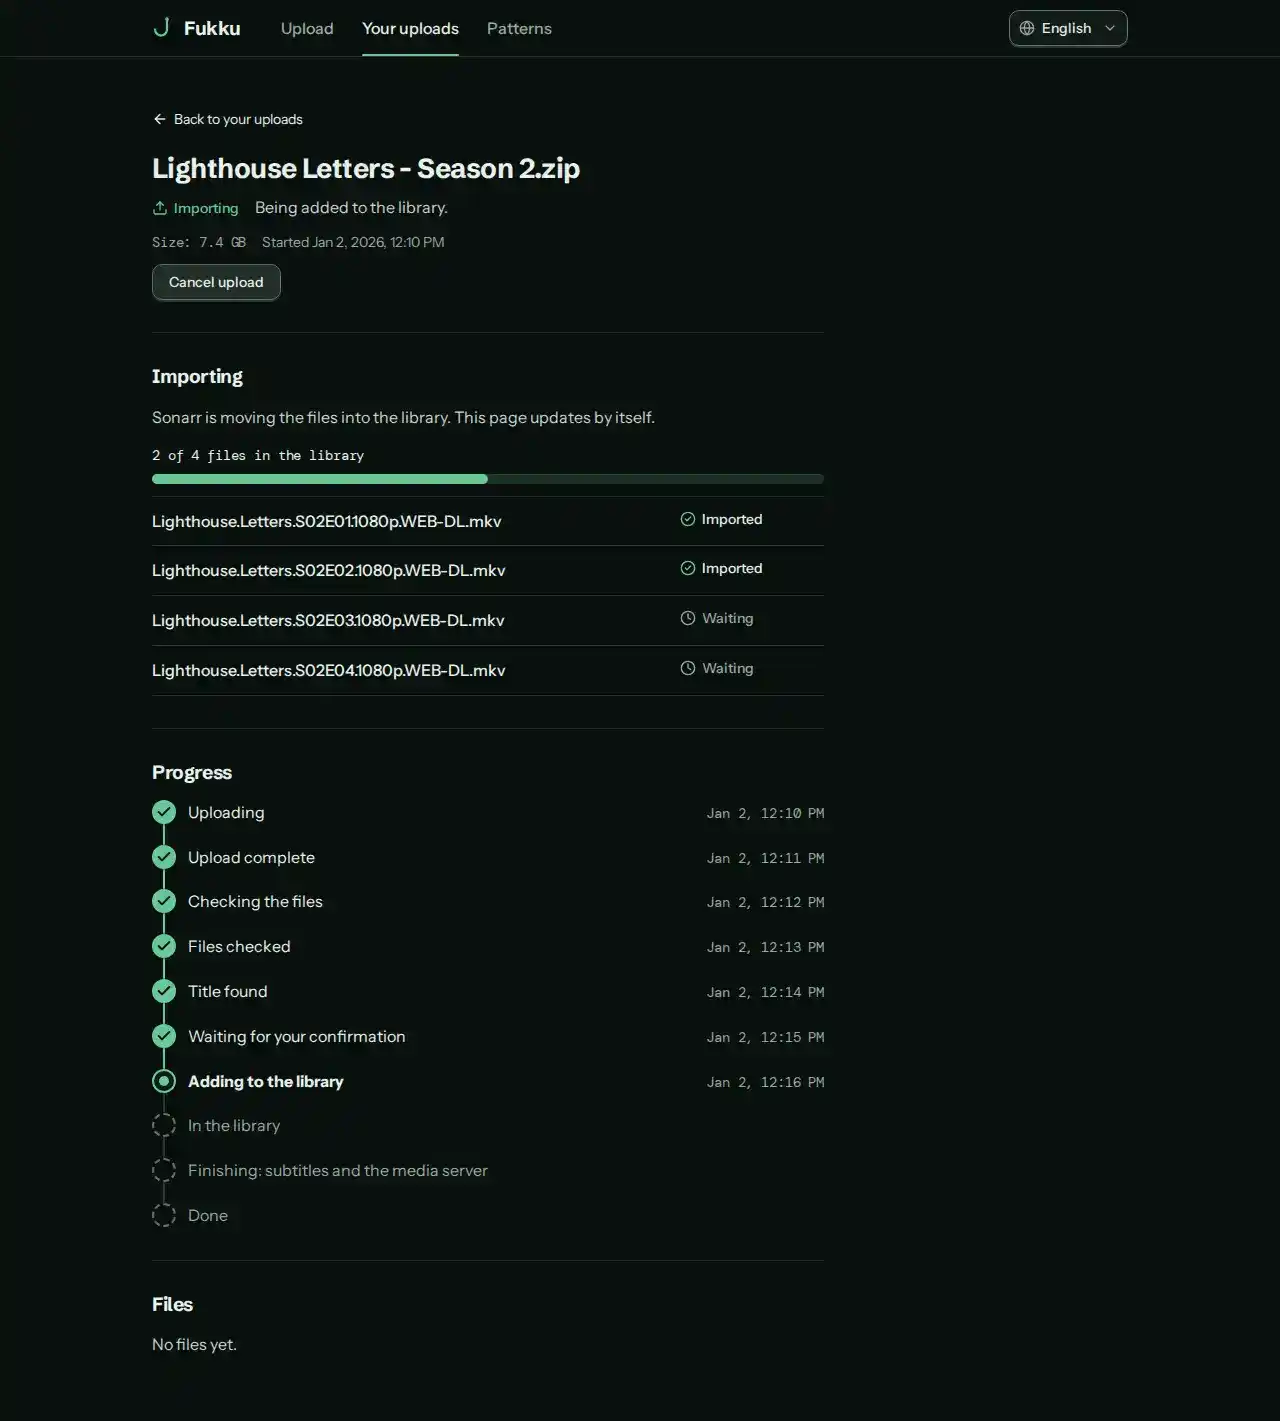 Fukku
Upload
Your uploads
Patterns
English
Back to your uploads
Lighthouse Letters - Season 2.zip
Importing Being added to the library.
Size: 7.4 GB Started Jan 2, 2026, 12:10 PM
Cancel upload
Importing
Sonarr is moving the files into the library. This page updates by itself.
2 of 4 files in the library
Lighthouse.Letters.S02E01.1080p.WEB-DL.mkv Imported
Lighthouse.Letters.S02E02.1080p.WEB-DL.mkv Imported
Lighthouse.Letters.S02E03.1080p.WEB-DL.mkv Waiting
Lighthouse.Letters.S02E04.1080p.WEB-DL.mkv Waiting
Progress
Uploading Jan 2, 12:10 PM
Upload complete Jan 2, 12:11 PM
Checking the files Jan 2, 12:12 PM
Files checked Jan 2, 12:13 PM
Title found Jan 2, 12:14 PM
Waiting for your confirmation Jan 2, 12:15 PM
Adding to the library Jan 2, 12:16 PM
In the library
Finishing: subtitles and the media server
Done
Files
No files yet.